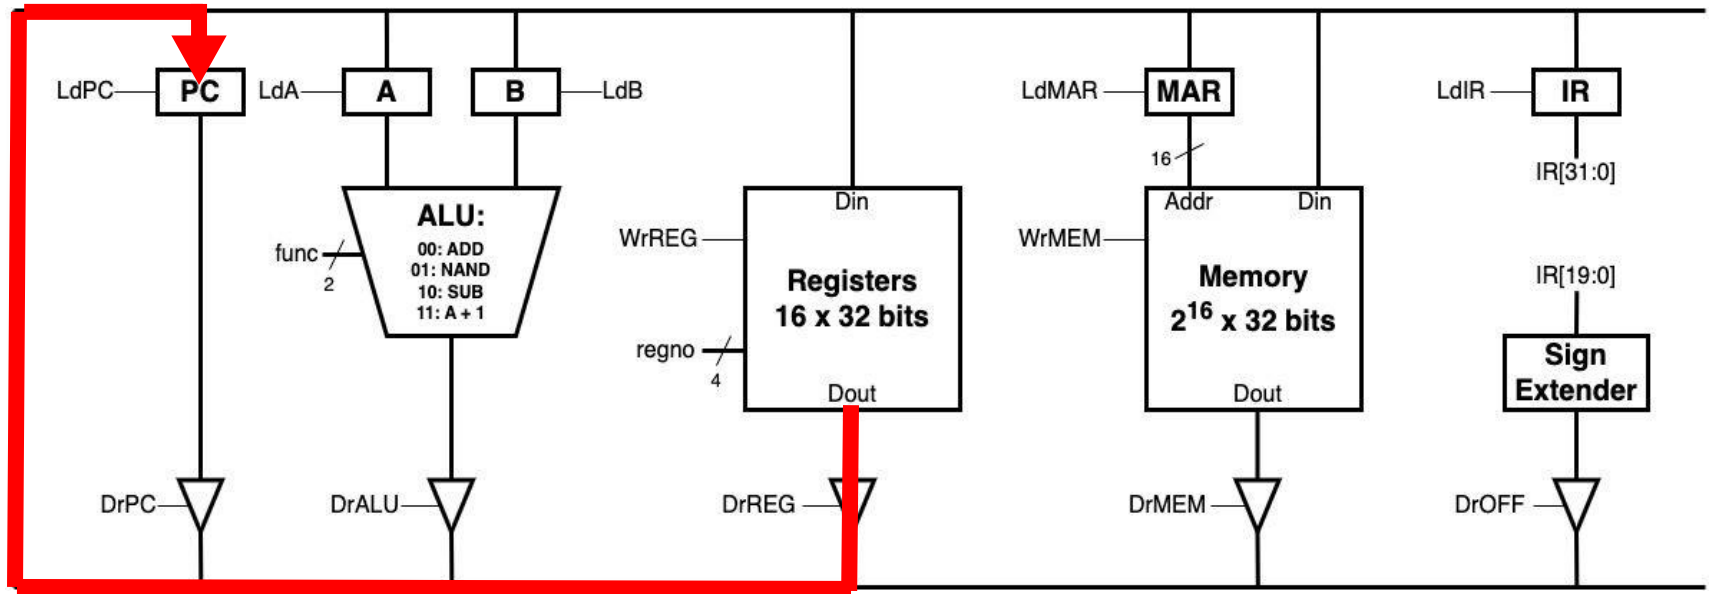 LdPC
PC
LdA
A
B
LdB
LdMAR
MAR
LdIR
IR
16
IR[31:0]
ALU:
00: ADD
01: NAND
10: SUB
11: A + 1
func
2
Din
WrREG
Registers
16 x 32 bits
regno
4
Dout
Addr
Din
WrMEM
Memory
2^16 x 32 bits
Dout
IR[19:0]
Sign
Extender
DrPC
DrALU
DrREG
DrMEM
DrOFF